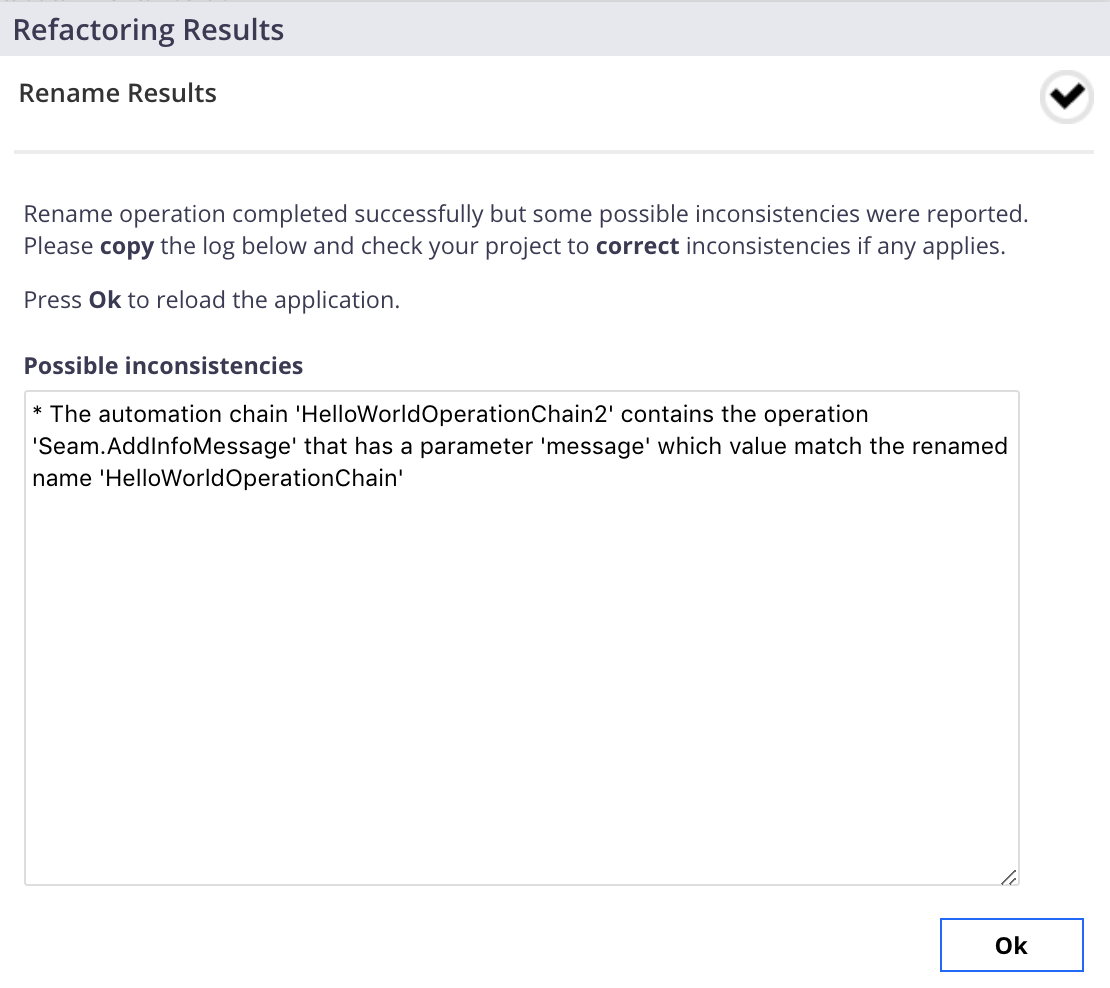 Refactoring Results
Rename Results
Rename operation completed successfully but some possible inconsistencies were reported.
Please copy the log below and check your project to correct inconsistencies if any applies.
Press Ok to reload the application.
Possible inconsistencies
* The automation chain 'HelloWorldOperationChain2' contains the operation
'Seam.AddInfoMessage' that has a parameter 'message' which value match the renamed
name 'HelloWorldOperationChain'
Ok